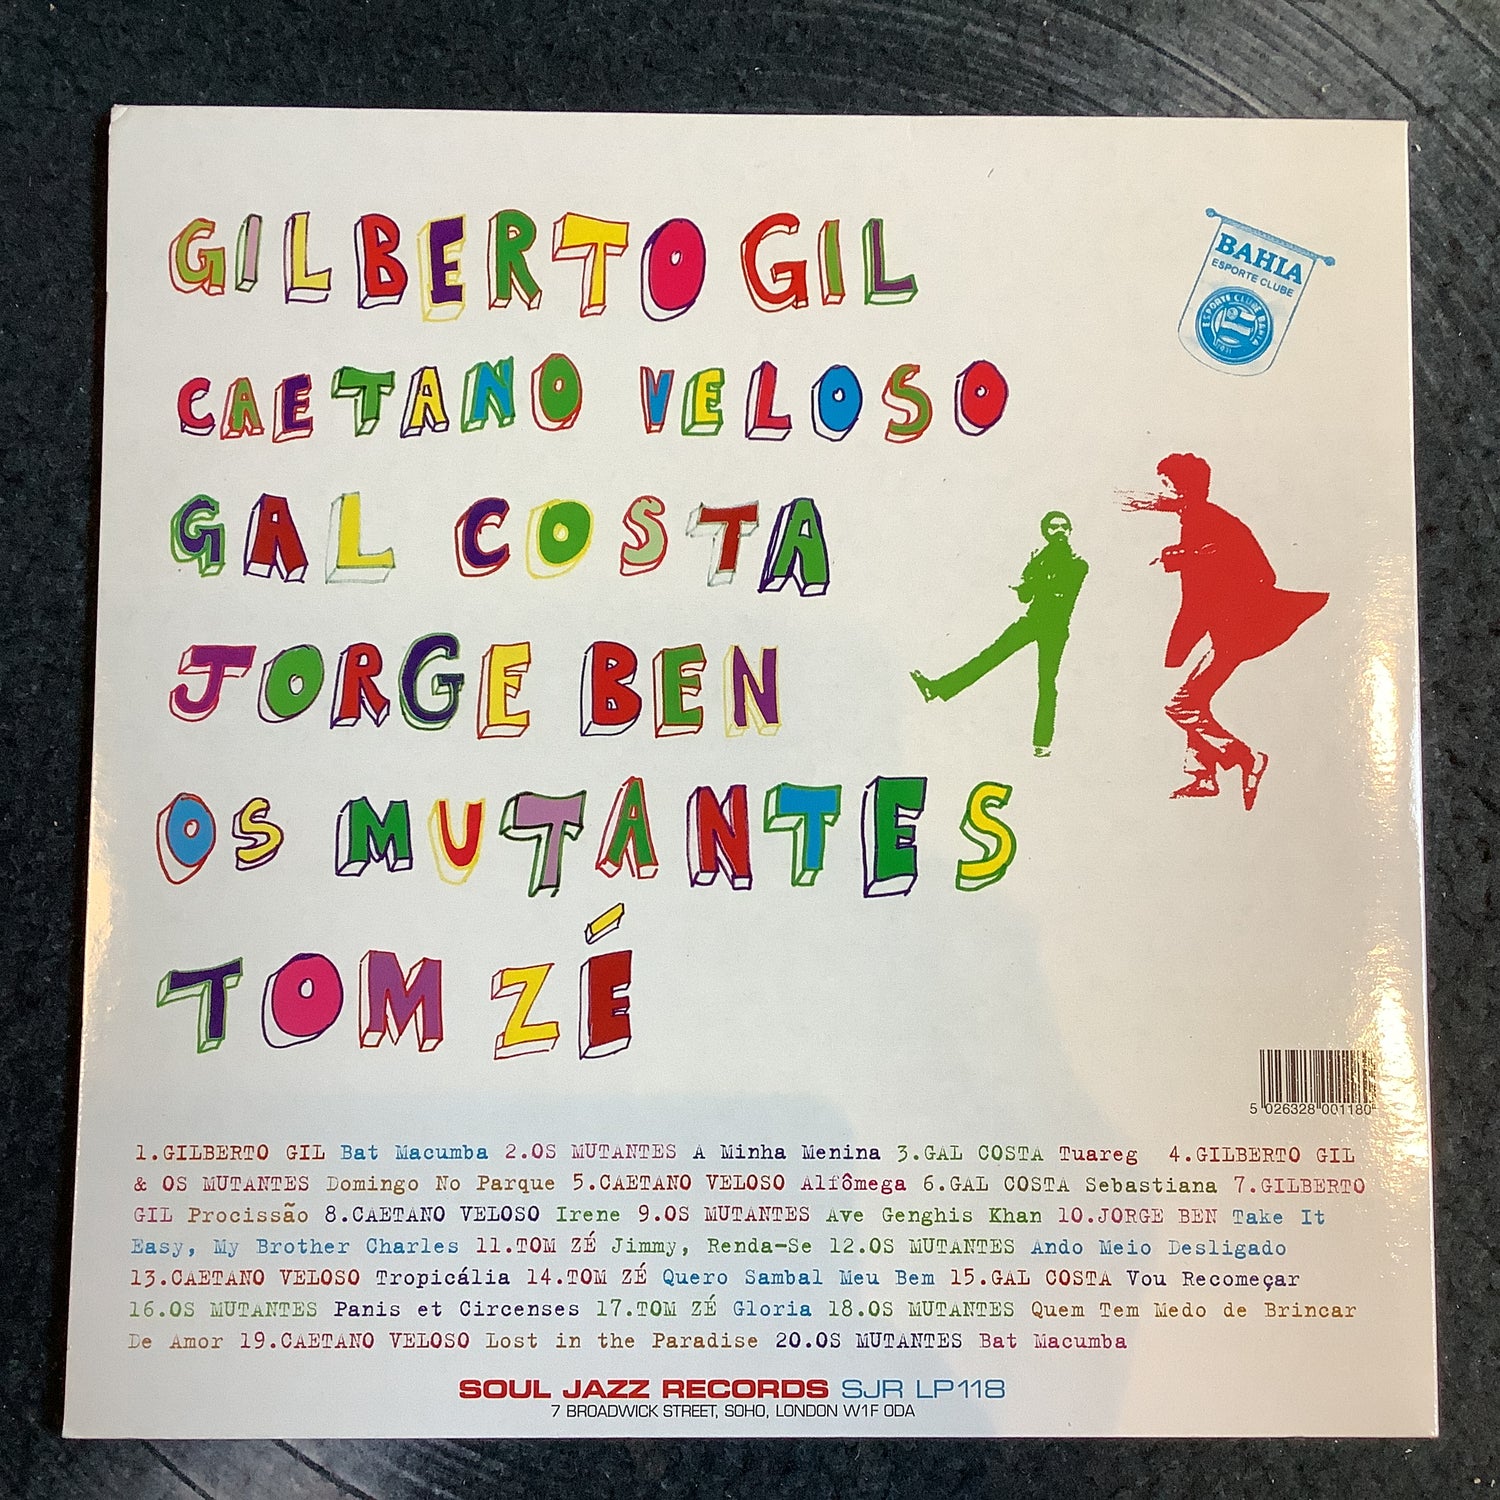 GILBERTO GIL
BAHIA
ESPORTE CLUBE
ESPORTE CLUBE BAHIA
CAETANO VELOSO
GAL COSTA
JORGE BEN
OS MUTANTES
TOM ZÉ
5 026328 001180
1.GILBERTO GIL Bat Macumba 2.OS MUTANTES A Minha Menina 3.GAL COSTA Tuareg 4.GILBERTO GIL
& OS MUTANTES Domingo No Parque 5.CAETANO VELOSO Alfômega 6.GAL COSTA Sebastiana 7.GILBERTO
GIL Procissão 8.CAETANO VELOSO Irene 9.OS MUTANTES Ave Genghis Khan 10.JORGE BEN Take It
Easy, My Brother Charles 11.TOM ZÉ Jimmy, Renda-Se 12.OS MUTANTES Ando Meio Desligado
13.CAETANO VELOSO Tropicália 14.TOM ZÉ Quero Sambal Meu Bem 15.GAL COSTA Vou Recomeçar
16.OS MUTANTES Panis et Circenses 17.TOM ZÉ Gloria 18.OS MUTANTES Quem Tem Medo de Brincar
De Amor 19.CAETANO VELOSO Lost in the Paradise 20.OS MUTANTES Bat Macumba
SOUL JAZZ RECORDS SJR LP118
7 BROADWICK STREET, SOHO, LONDON W1F 0DA